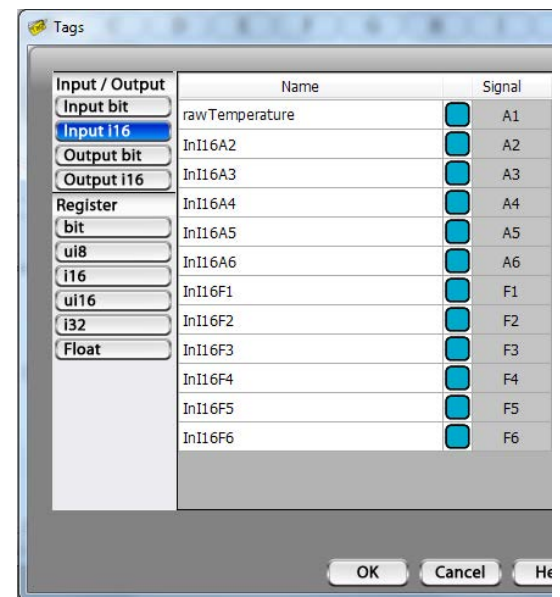 Tags
Input / Output
Input bit
Input i16
Output bit
Output i16
Register
bit
ui8
i16
ui16
i32
Float
Name Signal
rawTemperature A1
InI16A2 A2
InI16A3 A3
InI16A4 A4
InI16A5 A5
InI16A6 A6
InI16F1 F1
InI16F2 F2
InI16F3 F3
InI16F4 F4
InI16F5 F5
InI16F6 F6
OK Cancel He